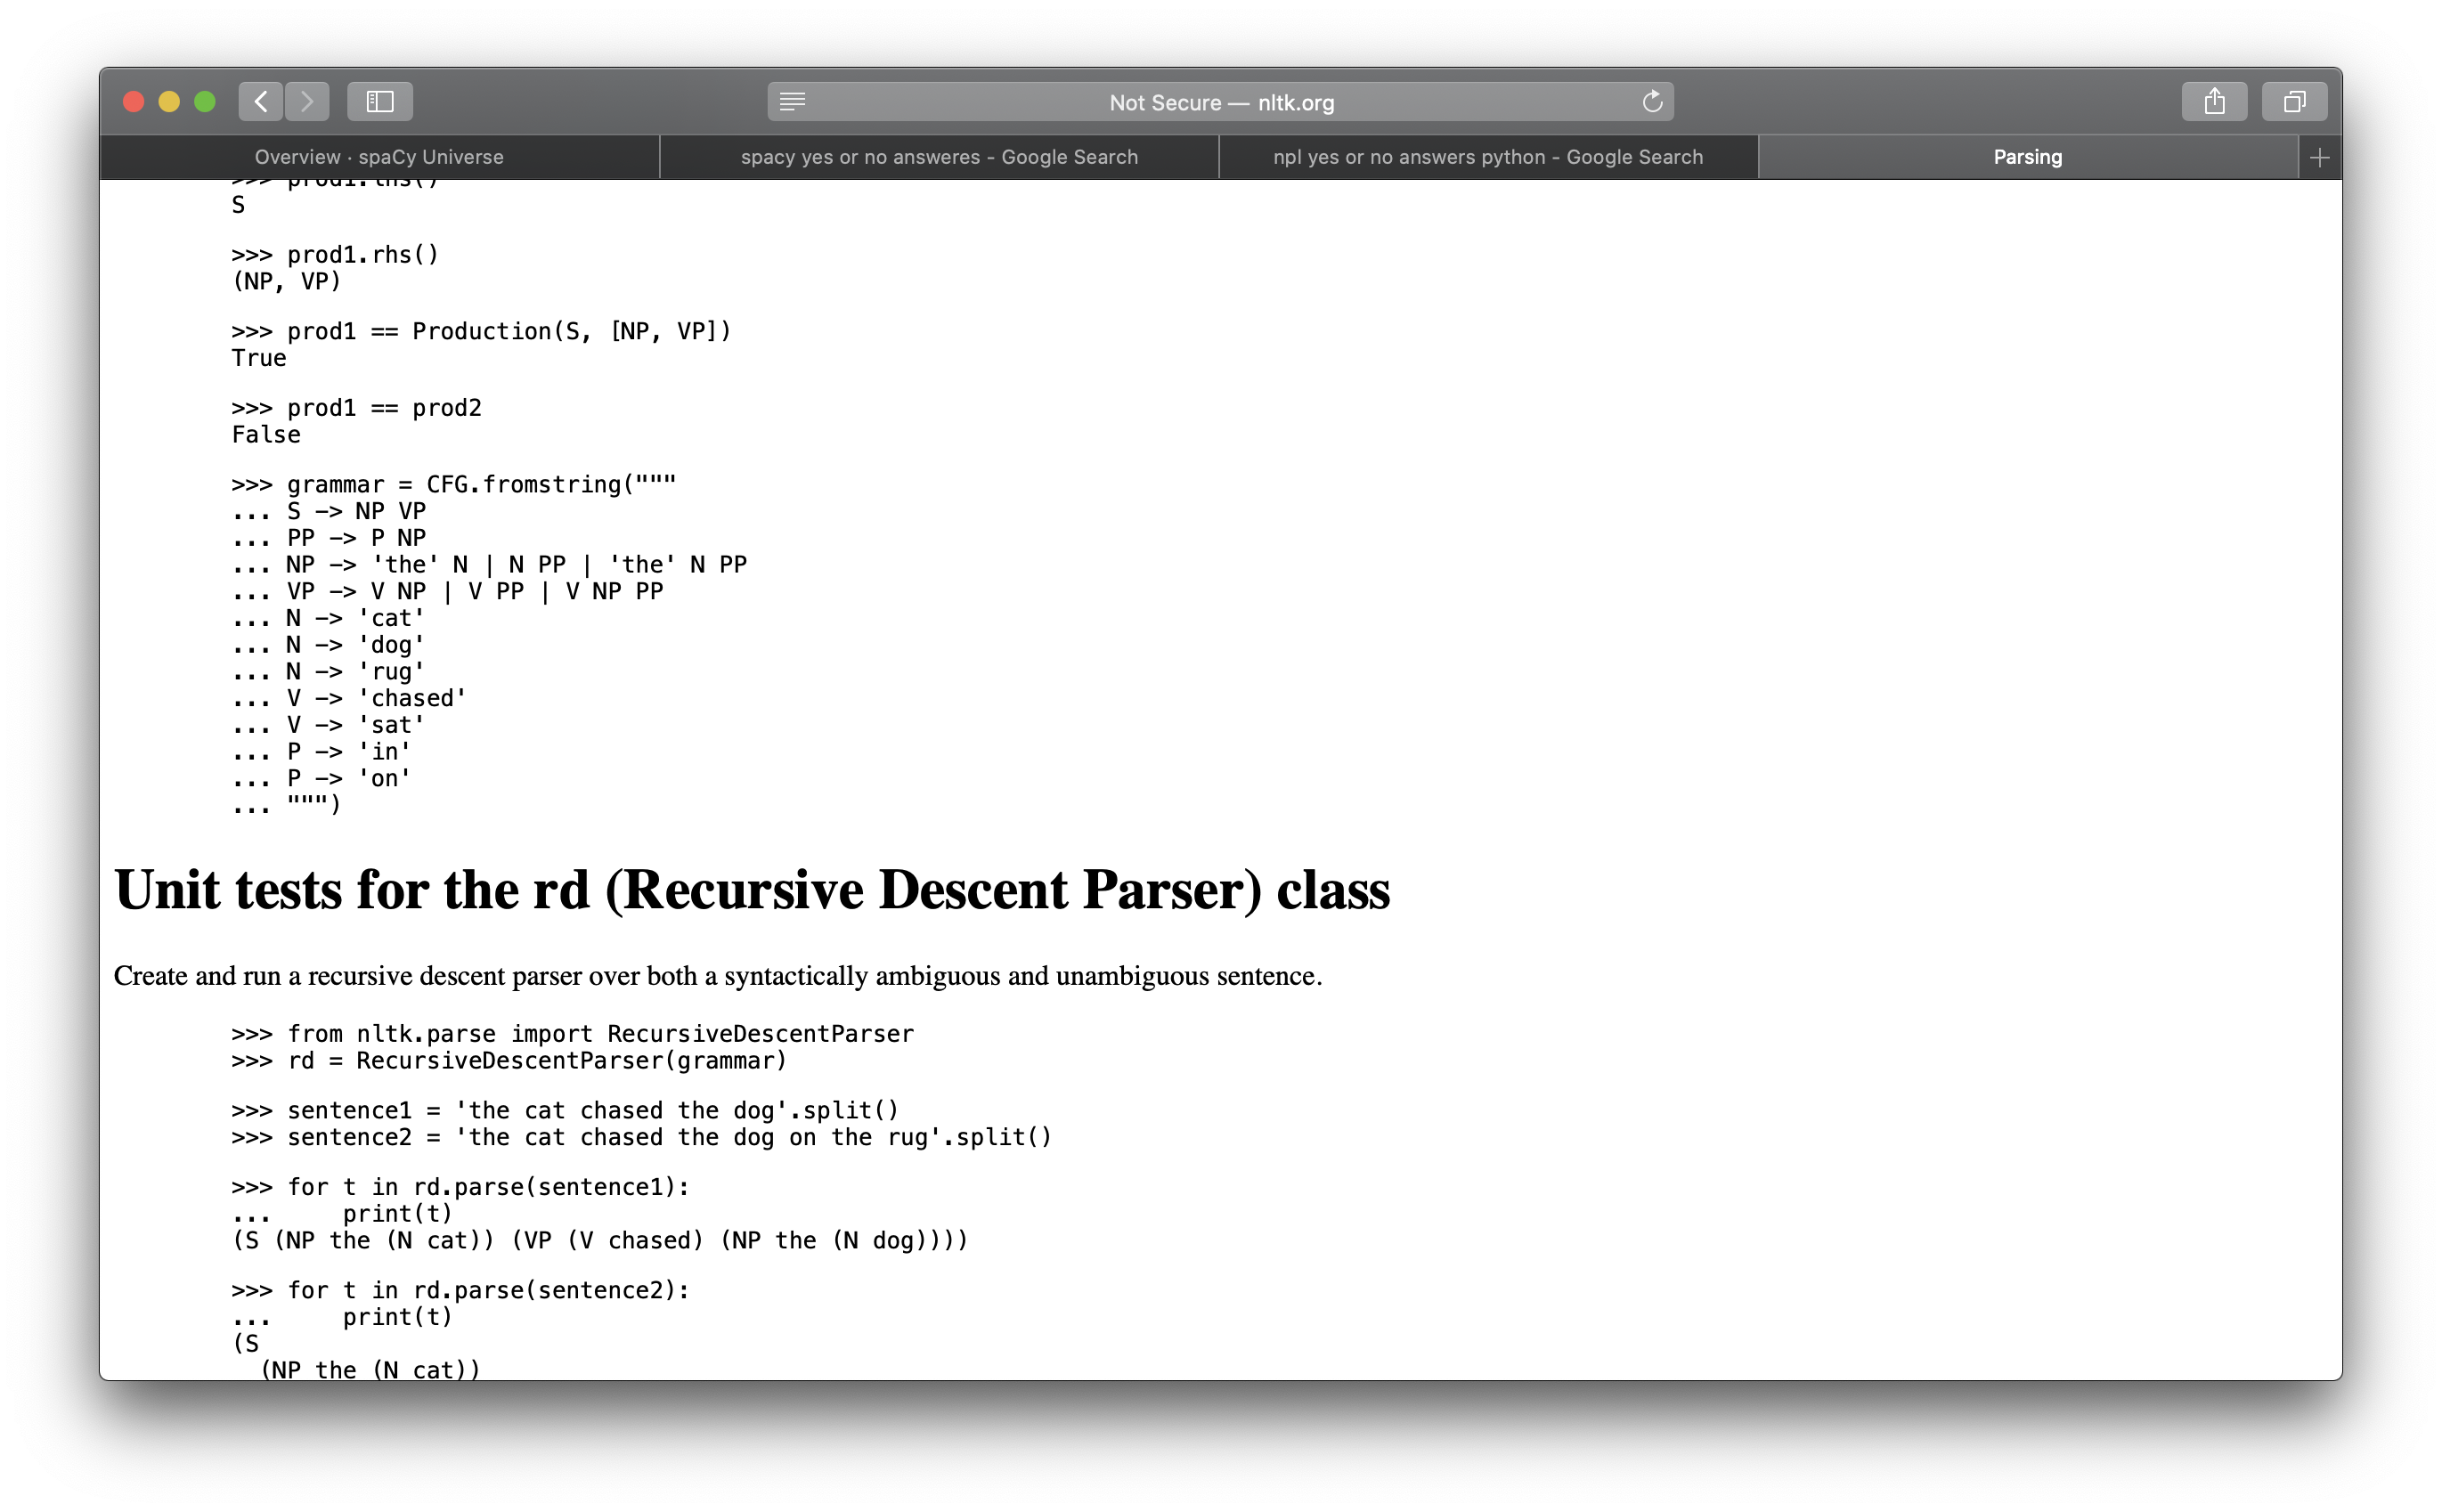 Not Secure — nltk.org
Overview · spaCy Universe
spacy yes or no answeres - Google Search
npl yes or no answers python - Google Search
Parsing
>>> prod1.lhs()
S
>>> prod1.rhs()
(NP, VP)
>>> prod1 == Production(S, [NP, VP])
True
>>> prod1 == prod2
False
>>> grammar = CFG.fromstring("""
... S -> NP VP
... PP -> P NP
... NP -> 'the' N | N PP | 'the' N PP
... VP -> V NP | V PP | V NP PP
... N -> 'cat'
... N -> 'dog'
... N -> 'rug'
... V -> 'chased'
... V -> 'sat'
... P -> 'in'
... P -> 'on'
... """)
Unit tests for the rd (Recursive Descent Parser) class
Create and run a recursive descent parser over both a syntactically ambiguous and unambiguous sentence.
>>> from nltk.parse import RecursiveDescentParser
>>> rd = RecursiveDescentParser(grammar)
>>> sentence1 = 'the cat chased the dog'.split()
>>> sentence2 = 'the cat chased the dog on the rug'.split()
>>> for t in rd.parse(sentence1):
...     print(t)
(S (NP the (N cat)) (VP (V chased) (NP the (N dog))))
>>> for t in rd.parse(sentence2):
...     print(t)
(S
  (NP the (N cat))